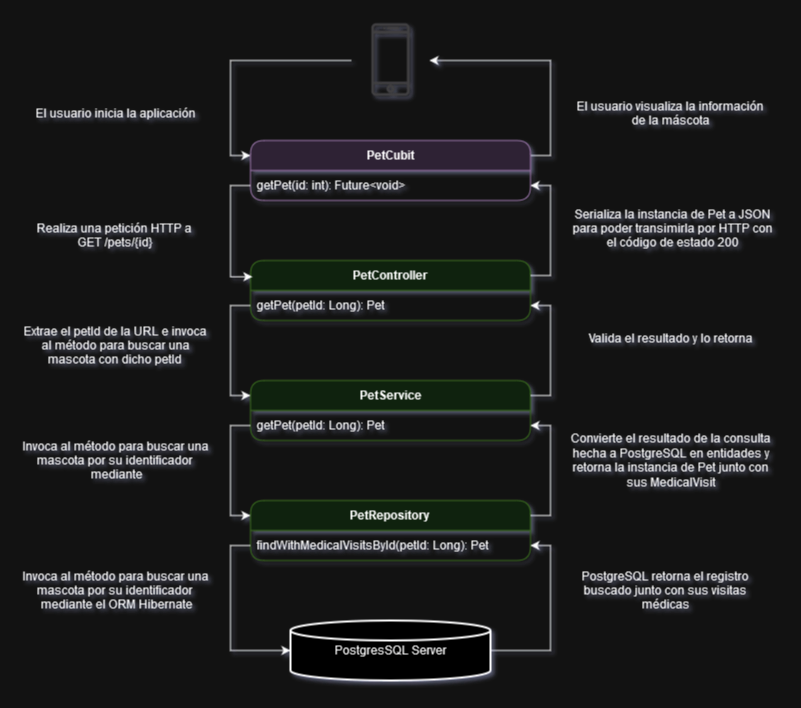 El usuario inicia la aplicación
El usuario visualiza la información
de la máscota
PetCubit
getPet(id: int): Future<void>
Realiza una petición HTTP a
GET /pets/{id}
Serializa la instancia de Pet a JSON
para poder transimirla por HTTP con
el código de estado 200
PetController
getPet(petId: Long): Pet
Extrae el petId de la URL e invoca
al método para buscar una
mascota con dicho petId
Valida el resultado y lo retorna
PetService
getPet(petId: Long): Pet
Invoca al método para buscar una
mascota por su identificador
mediante
Convierte el resultado de la consulta
hecha a PostgreSQL en entidades y
retorna la instancia de Pet junto con
sus MedicalVisit
PetRepository
findWithMedicalVisitsById(petId: Long): Pet
Invoca al método para buscar una
mascota por su identificador
mediante el ORM Hibernate
PostgreSQL retorna el registro
buscado junto con sus visitas
médicas
PostgresSQL Server